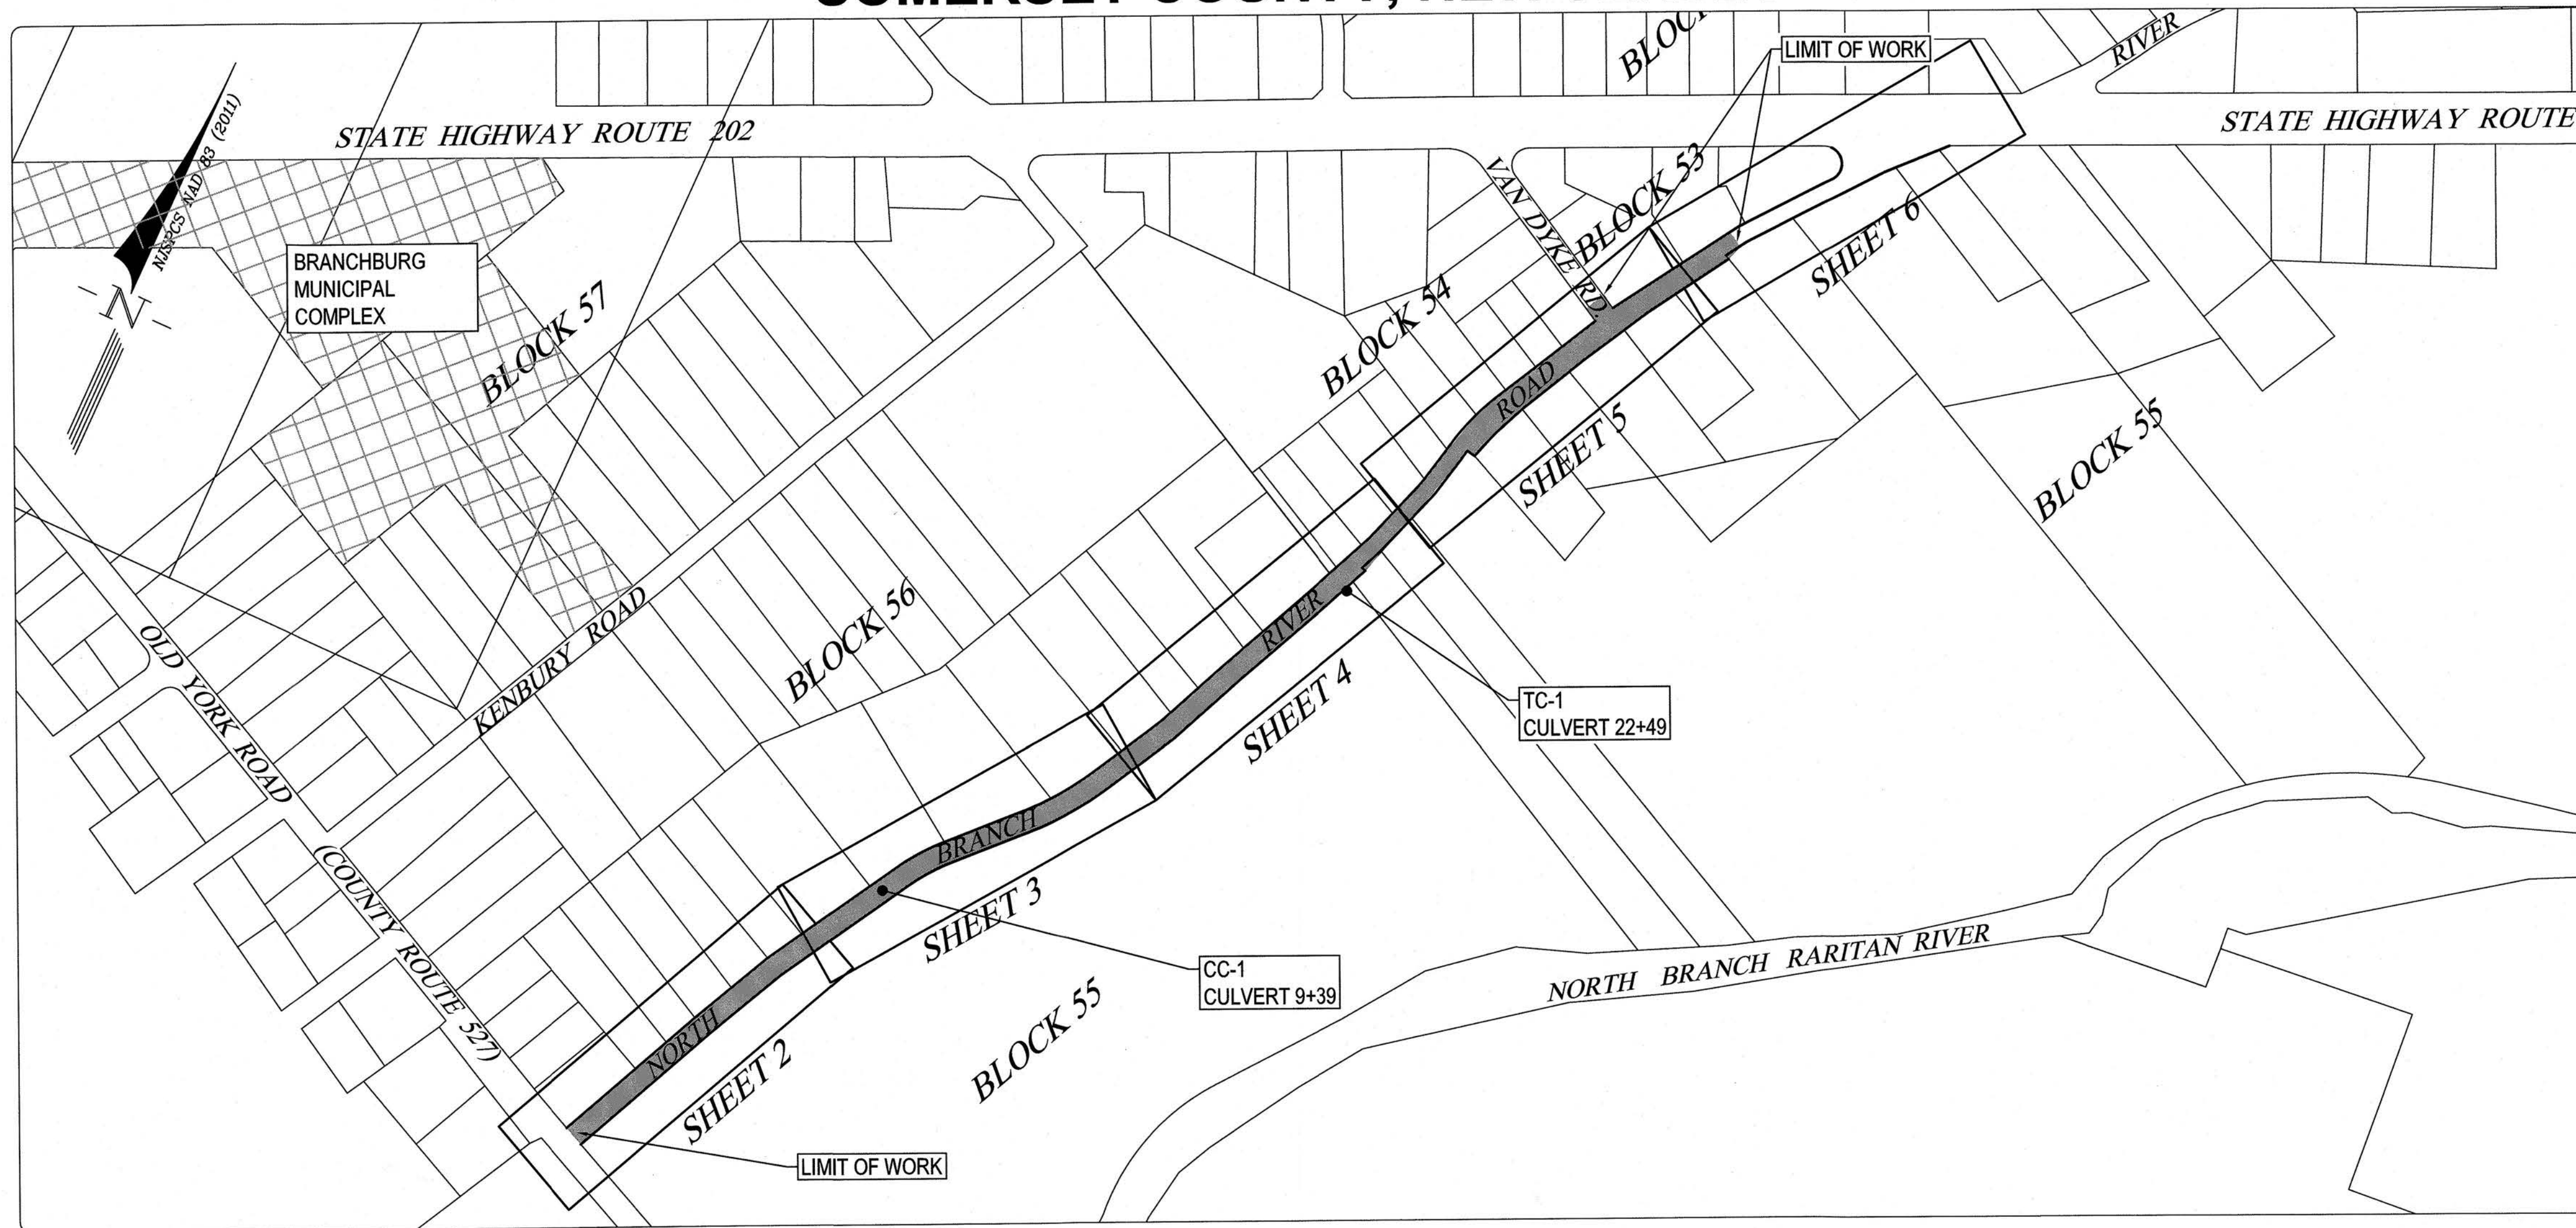 SOMERSET COUNTY,
RIVER
LIMIT OF WORK
STATE HIGHWAY ROUTE 202
STATE HIGHWAY ROUTE
NJSPCS NAD 83 (2011)
N
BRANCHBURG
MUNICIPAL
COMPLEX
BLOCK 57
VAN DYKE RD.
BLOCK 53
SHEET 6
BLOCK 54
ROAD
SHEET 5
BLOCK 55
OLD YORK ROAD
(COUNTY ROUTE 527)
KENBURY ROAD
BLOCK 56
RIVER
SHEET 4
TC-1
CULVERT 22+49
BRANCH
SHEET 3
CC-1
CULVERT 9+39
NORTH
SHEET 2
BLOCK 55
NORTH BRANCH RARITAN RIVER
LIMIT OF WORK